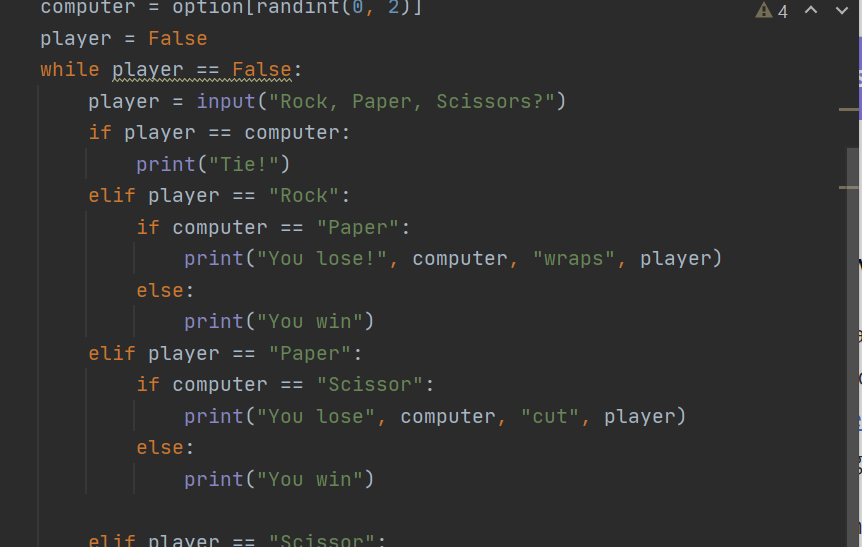 computer = option[randint(0, 2)]
4
player = False
while player == False:
    player = input("Rock, Paper, Scissors?")
    if player == computer:
        print("Tie!")
    elif player == "Rock":
        if computer == "Paper":
            print("You lose!", computer, "wraps", player)
        else:
            print("You win")
    elif player == "Paper":
        if computer == "Scissor":
            print("You lose", computer, "cut", player)
        else:
            print("You win")
    elif player == "Scissor":